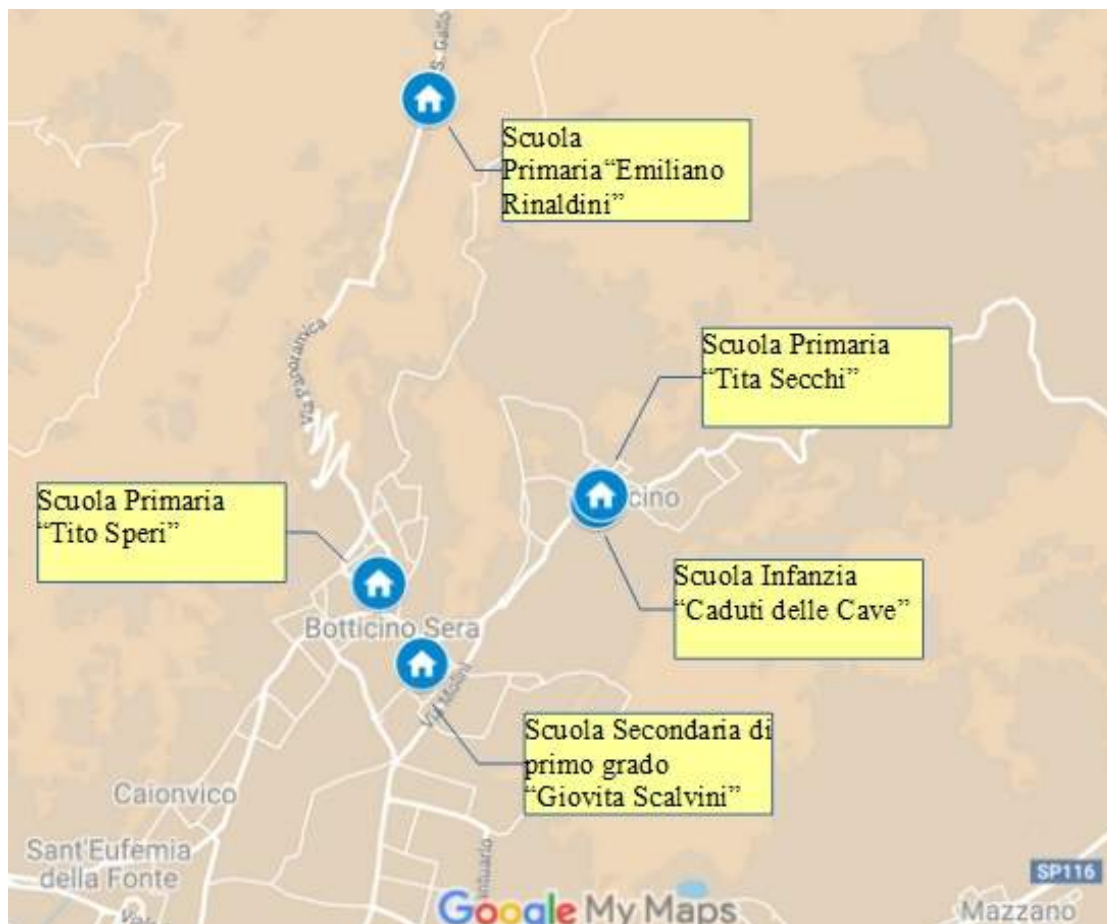 S. Gallo
Scuola
Primaria“Emiliano
Rinaldini”
Via Panoramica
Scuola Primaria
“Tita Secchi”
Scuola Primaria
“Tito Speri”
cino
Scuola Infanzia
“Caduti delle Cave”
Botticino Sera
Via Molini
Scuola Secondaria di
primo grado
“Giovita Scalvini”
Caionvico
Sant'Eufemia
della Fonte
SP116
Google My Maps
Mazzano